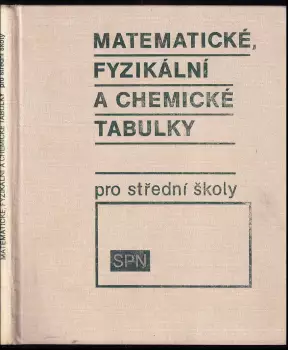 MATEMATICKÉ, FYZIKÁLNÍ A CHEMICKÉ TABULKY pro střední školy
MATEMATICKÉ,
FYZIKÁLNÍ
A CHEMICKÉ
TABULKY
pro střední školy
SPN